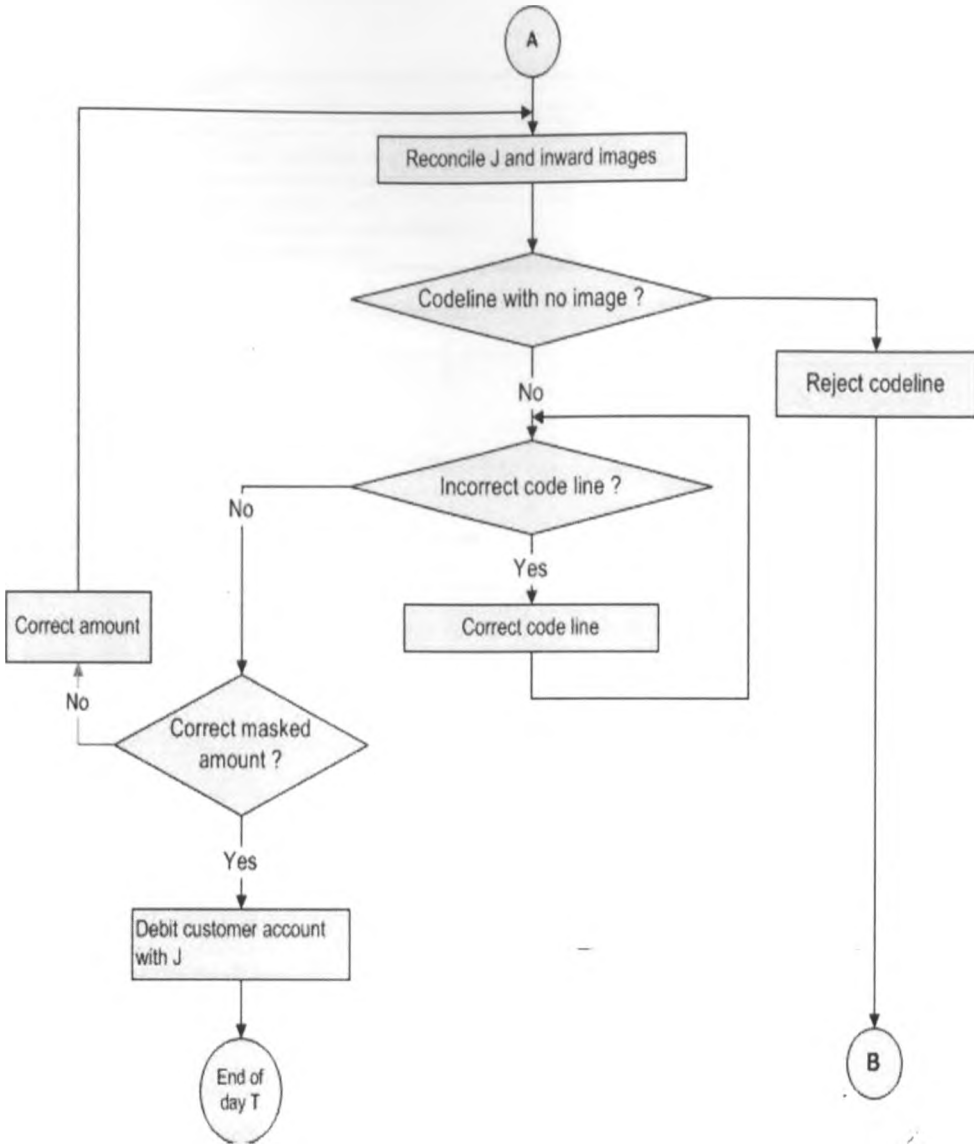 A
Reconcile J and inward images
Codeline with no image ?
Reject codeline
No
Incorrect code line ?
No
Yes
Correct amount
Correct code line
No
Correct masked
amount ?
Yes
Debit customer account
with J
B
End of
day T